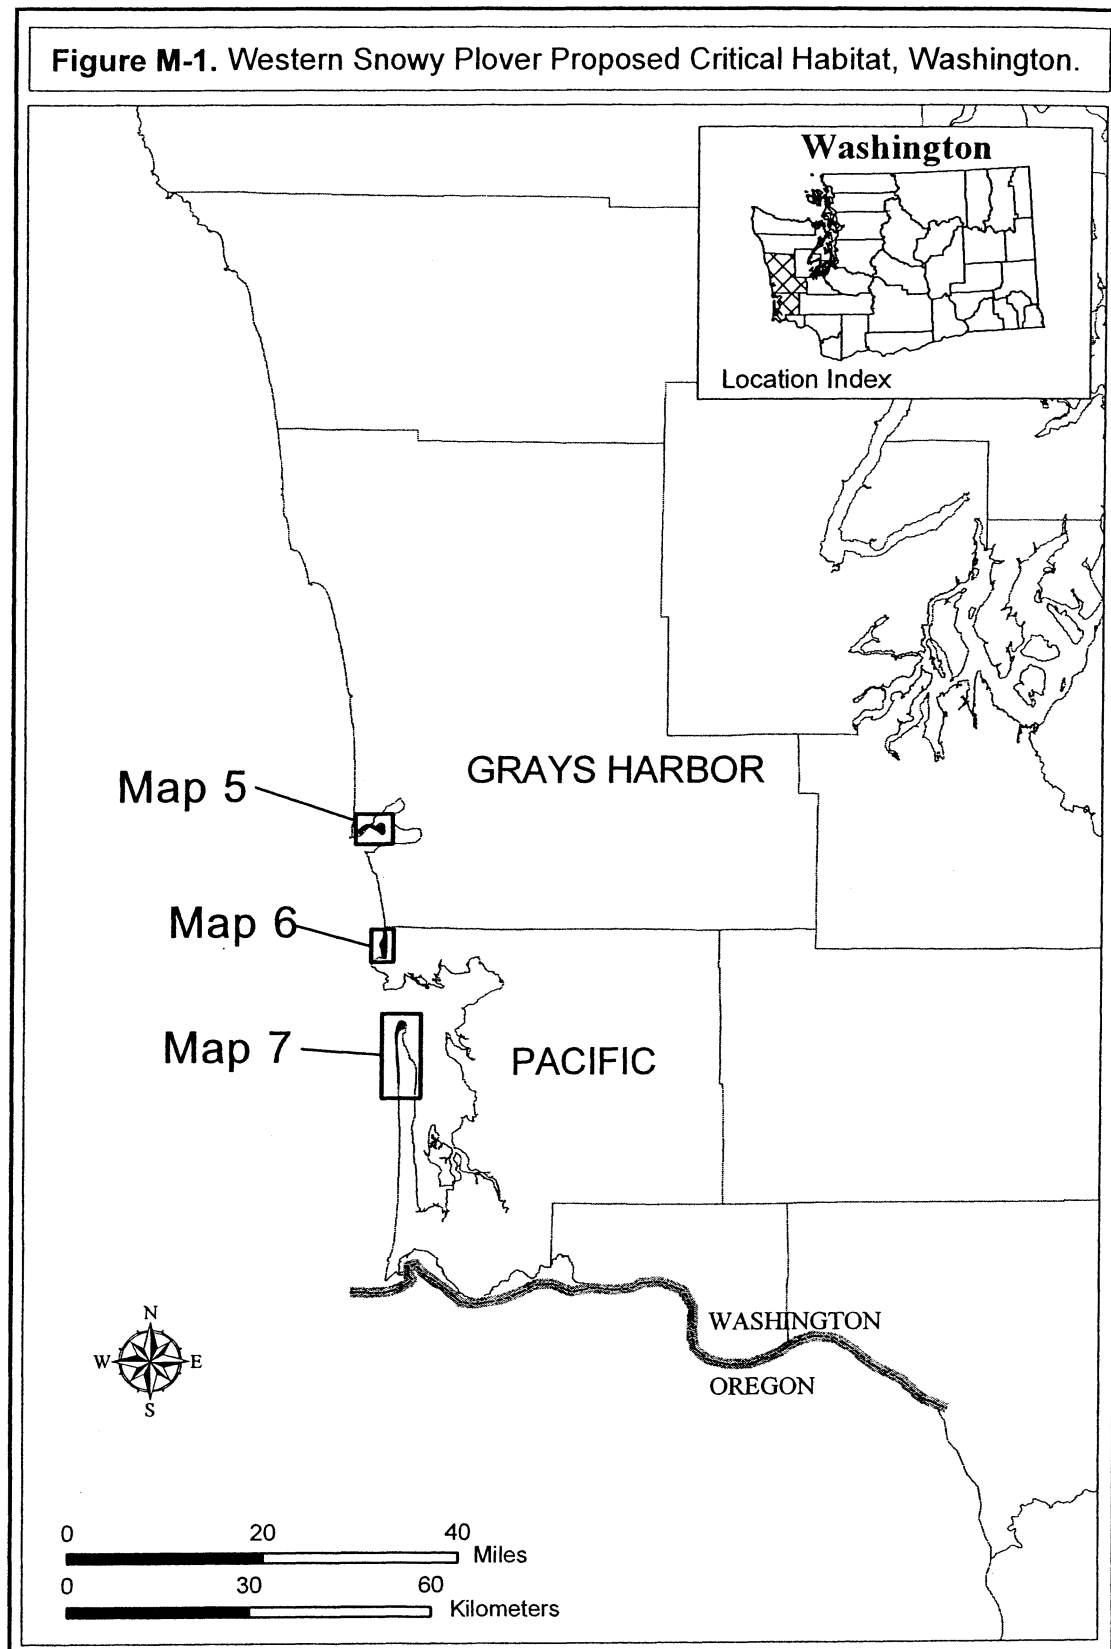 Figure M-1. Western Snowy Plover Proposed Critical Habitat, Washington.
Washington
Location Index
GRAYS HARBOR
Map 5
Map 6
Map 7
PACIFIC
WASHINGTON
OREGON
N
W E
S
0 20 40
Miles
0 30 60
Kilometers